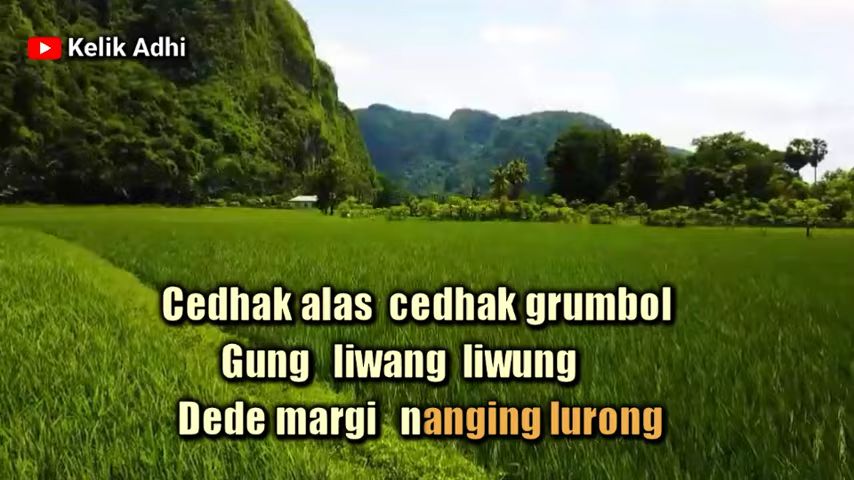 Kelik Adhi
Cedhak alas cedhak grumbol
Gung liwang liwung
Dede margi nanging lurong